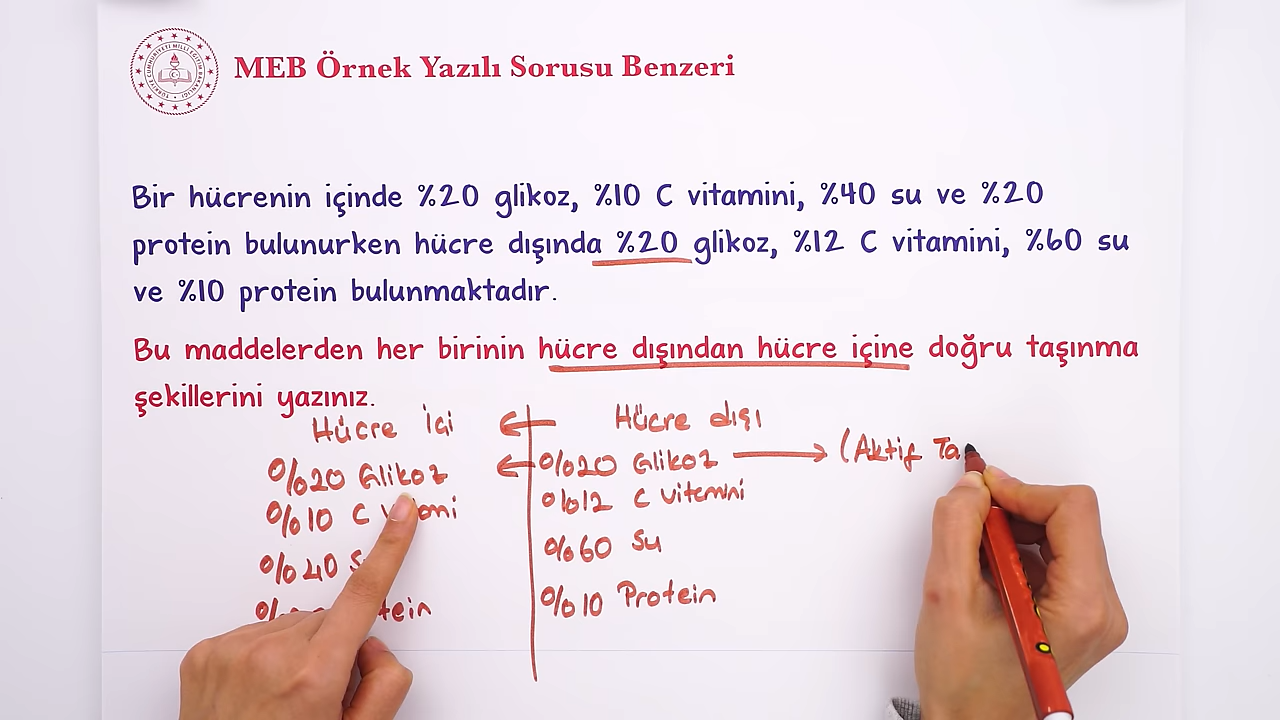 MEB Örnek Yazılı Sorusu Benzeri
Bir hücrenin içinde %20 glikoz, %10 C vitamini, %40 su ve %20
protein bulunurken hücre dışında %20 glikoz, %12 C vitamini, %60 su
ve %10 protein bulunmaktadır.
Bu maddelerden her birinin hücre dışından hücre içine doğru taşınma
şekillerini yazınız.
Hücre İçi ← Hücre dışı
%20 Glikoz ← %20 Glikoz → (Aktif Ta
%10 C %12 C vitemini
%40 %60 Su
%10 Protein